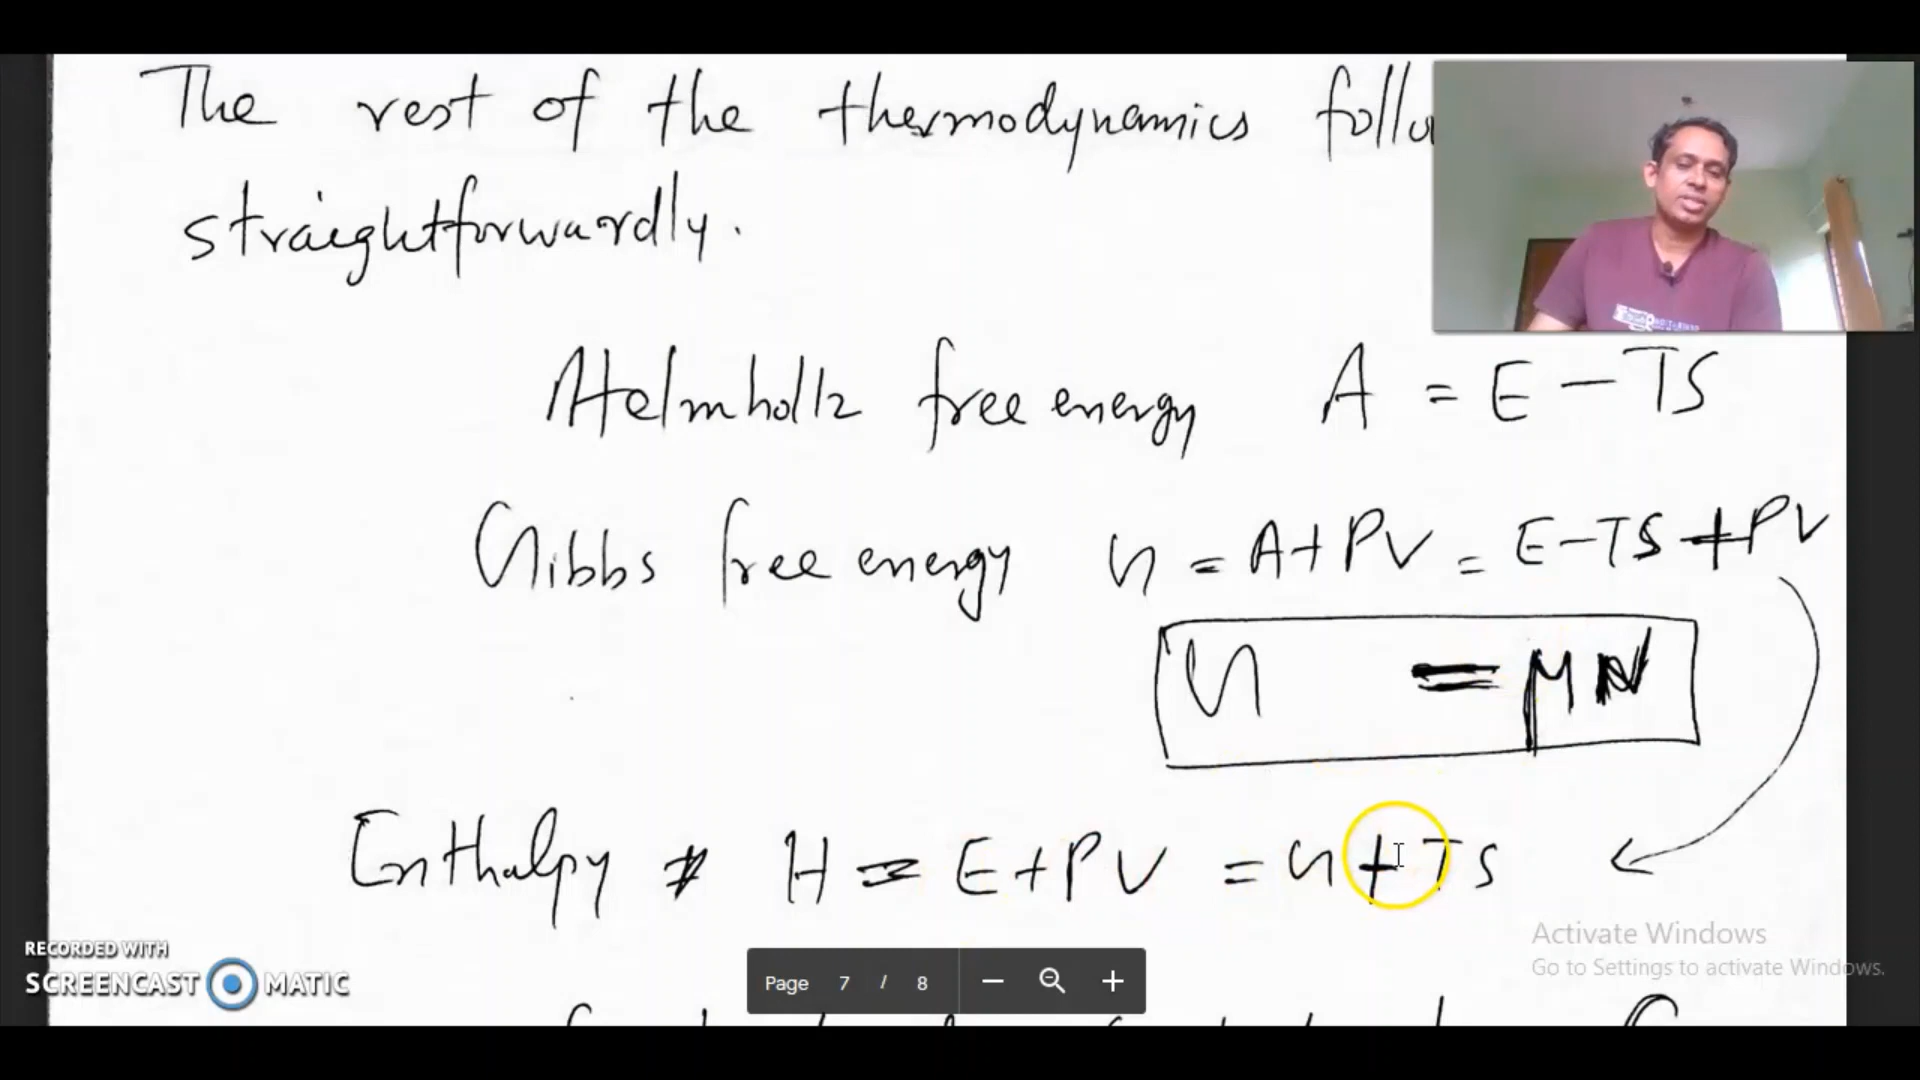 The rest of the thermodynamics follo
straightforwardly.
Helmholtz free energy A = E - TS
Gibbs free energy G = A + PV = E - TS + PV
G = μN
Enthalpy H = E + PV = G + TS
Activate Windows
Go to Settings to activate Windows.
RECORDED WITH
SCREENCAST MATIC
Page 7 / 8